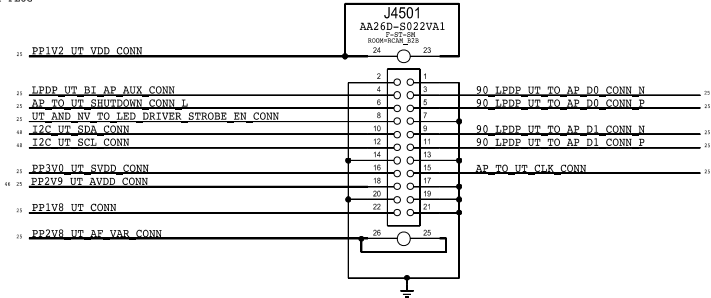 J4501
AA26D-S022VA1
F-ST-SM
ROOM=RCAM_B2B
25 PP1V2_UT_VDD_CONN 24 23
2 1
25 LPDP_UT_BI_AP_AUX_CONN 4 3 90_LPDP_UT_TO_AP_D0_CONN_N 25
25 AP_TO_UT_SHUTDOWN_CONN_L 6 5 90_LPDP_UT_TO_AP_D0_CONN_P 25
25 UT_AND_NV_TO_LED_DRIVER_STROBE_EN_CONN 8 7
48 I2C_UT_SDA_CONN 10 9 90_LPDP_UT_TO_AP_D1_CONN_N 25
48 I2C_UT_SCL_CONN 12 11 90_LPDP_UT_TO_AP_D1_CONN_P 25
14 13
25 PP3V0_UT_SVDD_CONN 16 15 AP_TO_UT_CLK_CONN 25
46 25 PP2V9_UT_AVDD_CONN 18 17
20 19
25 PP1V8_UT_CONN 22 21
25 PP2V8_UT_AF_VAR_CONN 26 25